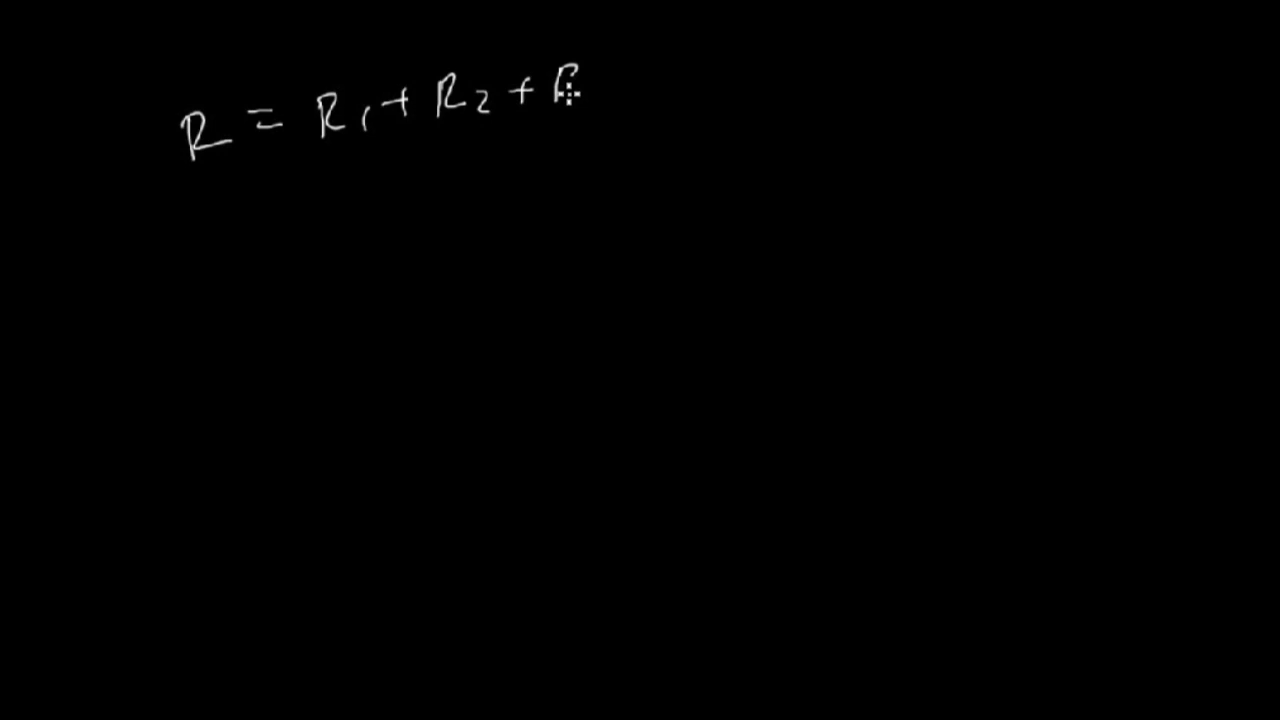 R = R₁ + R₂ +